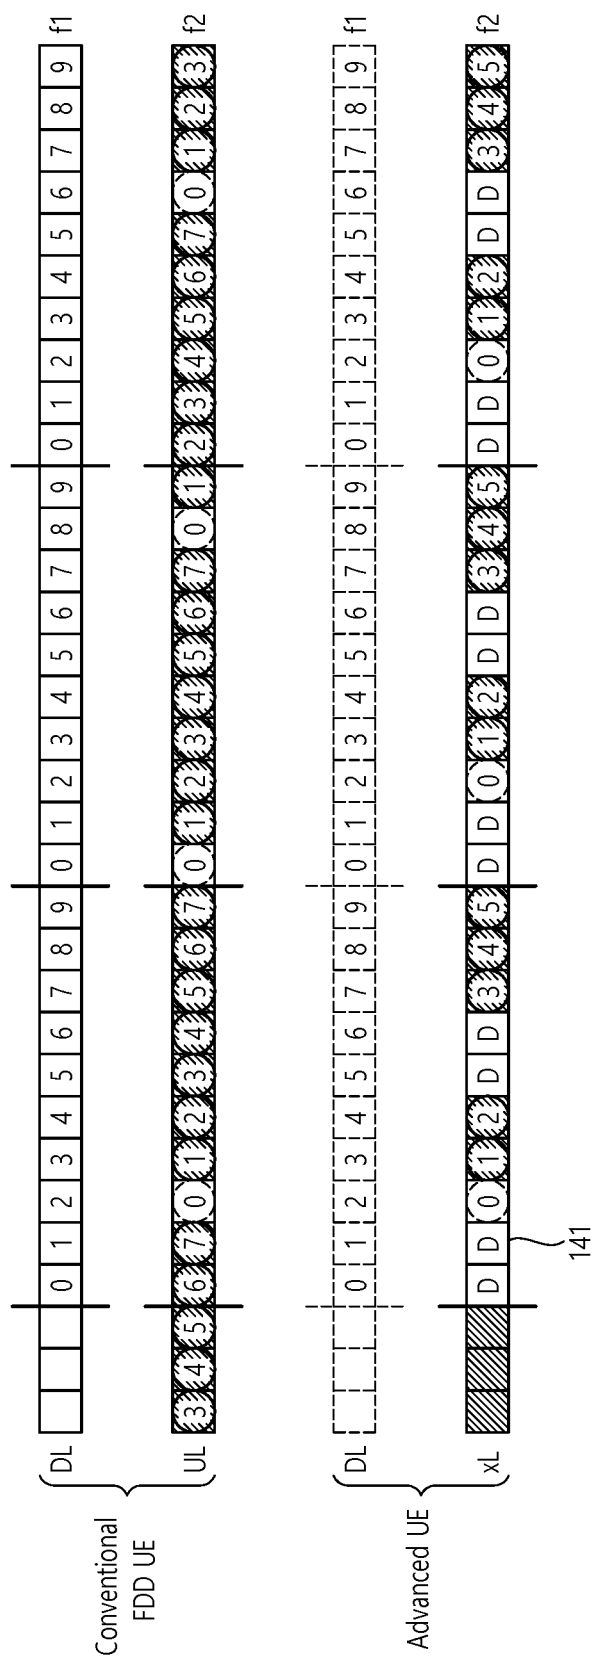 Conventional
FDD UE
DL 0 1 2 3 4 5 6 7 8 9 0 1 2 3 4 5 6 7 8 9 0 1 2 3 4 5 6 7 8 9 f1
UL 3 4 5 6 7 0 1 2 3 4 5 6 7 0 1 2 3 4 5 6 7 0 1 2 3 4 5 6 7 0 1 2 3 f2
Advanced UE
DL 0 1 2 3 4 5 6 7 8 9 0 1 2 3 4 5 6 7 8 9 0 1 2 3 4 5 6 7 8 9 f1
xL D D 0 1 2 D D 3 4 5 D D 0 1 2 D D 3 4 5 D D 0 1 2 D D 3 4 5 f2
141